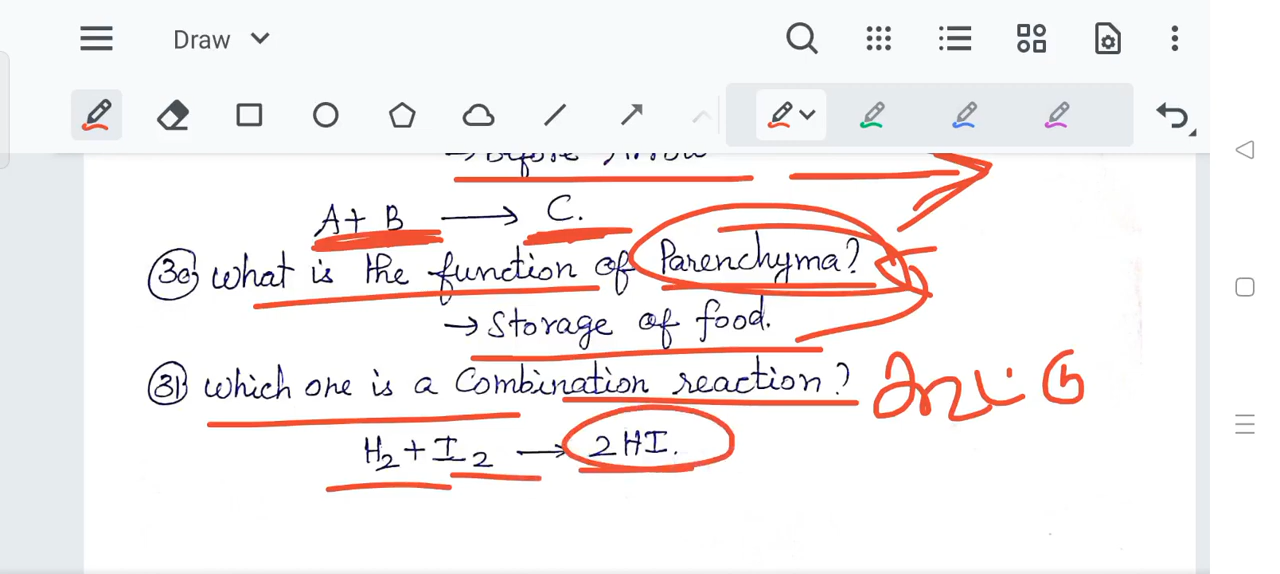 Draw
A + B → C.
(30) What is the function of Parenchyma?
→ Storage of food.
(31) which one is a Combination reaction?
H₂ + I₂ → 2HI.